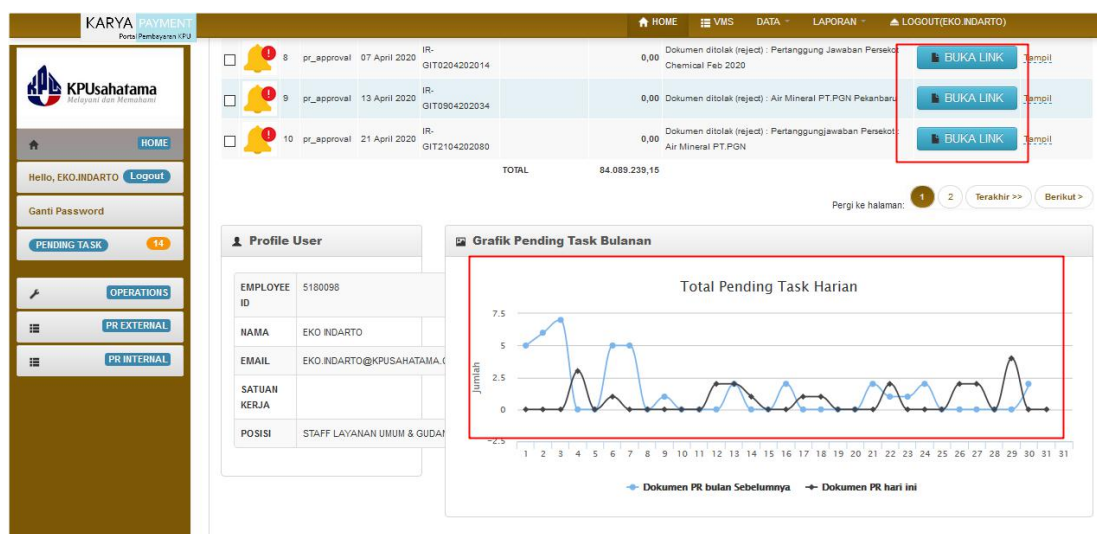 KARYA PAYMENT
Portal Pembayaran KPU
HOME VMS DATA LAPORAN LOGOUT(EKO.INDARTO)
KPUsahatama
Melayani dan Memahami
HOME
Hello, EKO.INDARTO Logout
Ganti Password
PENDING TASK 14
OPERATIONS
PR EXTERNAL
PR INTERNAL
8 pr_approval 07 April 2020 IR-GIT0204202014 0,00 Dokumen ditolak (reject) : Pertanggung Jawaban Persekot
Chemical Feb 2020 BUKA LINK Tampil
9 pr_approval 13 April 2020 IR-GIT0904202034 0,00 Dokumen ditolak (reject) : Air Mineral PT.PGN Pekanbaru BUKA LINK Tampil
10 pr_approval 21 April 2020 IR-GIT2104202080 0,00 Dokumen ditolak (reject) : Pertanggungjawaban Persekot
Air Mineral PT.PGN BUKA LINK Tampil
TOTAL 84.089.239,15
Pergi ke halaman: 1 2 Terakhir >> Berikut >
Profile User
EMPLOYEE ID 5180098
NAMA EKO INDARTO
EMAIL EKO.INDARTO@KPUSAHATAMA.
SATUAN KERJA
POSISI STAFF LAYANAN UMUM &
Grafik Pending Task Bulanan
Total Pending Task Harian
Jumlah
7.5
5
2.5
0
-2.5
1 2 3 4 5 6 7 8 9 10 11 12 13 14 15 16 17 18 19 20 21 22 23 24 25 26 27 28 29 30 31 31
Dokumen PR bulan Sebelumnya Dokumen PR hari ini